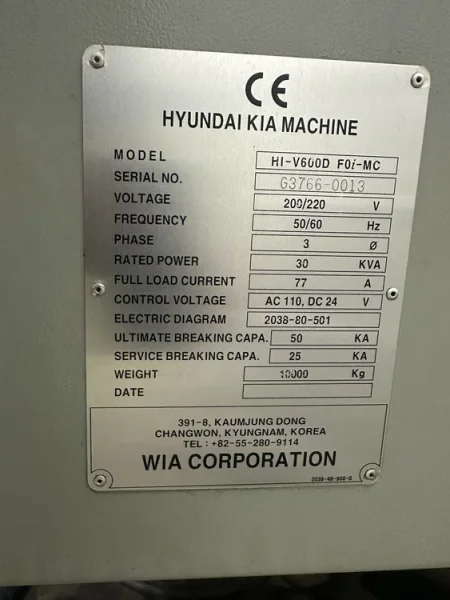 CE
HYUNDAI KIA MACHINE
MODEL HI-V600D F0i-MC
SERIAL NO. G3766-0013
VOLTAGE 200/220 V
FREQUENCY 50/60 Hz
PHASE 3 Ø
RATED POWER 30 KVA
FULL LOAD CURRENT 77 A
CONTROL VOLTAGE AC 110, DC 24 V
ELECTRIC DIAGRAM 2038-80-501
ULTIMATE BREAKING CAPA. 50 KA
SERVICE BREAKING CAPA. 25 KA
WEIGHT 10000 Kg
DATE
391-8, KAUMJUNG DONG
CHANGWON, KYUNGNAM, KOREA
TEL : +82-55-280-9114
WIA CORPORATION